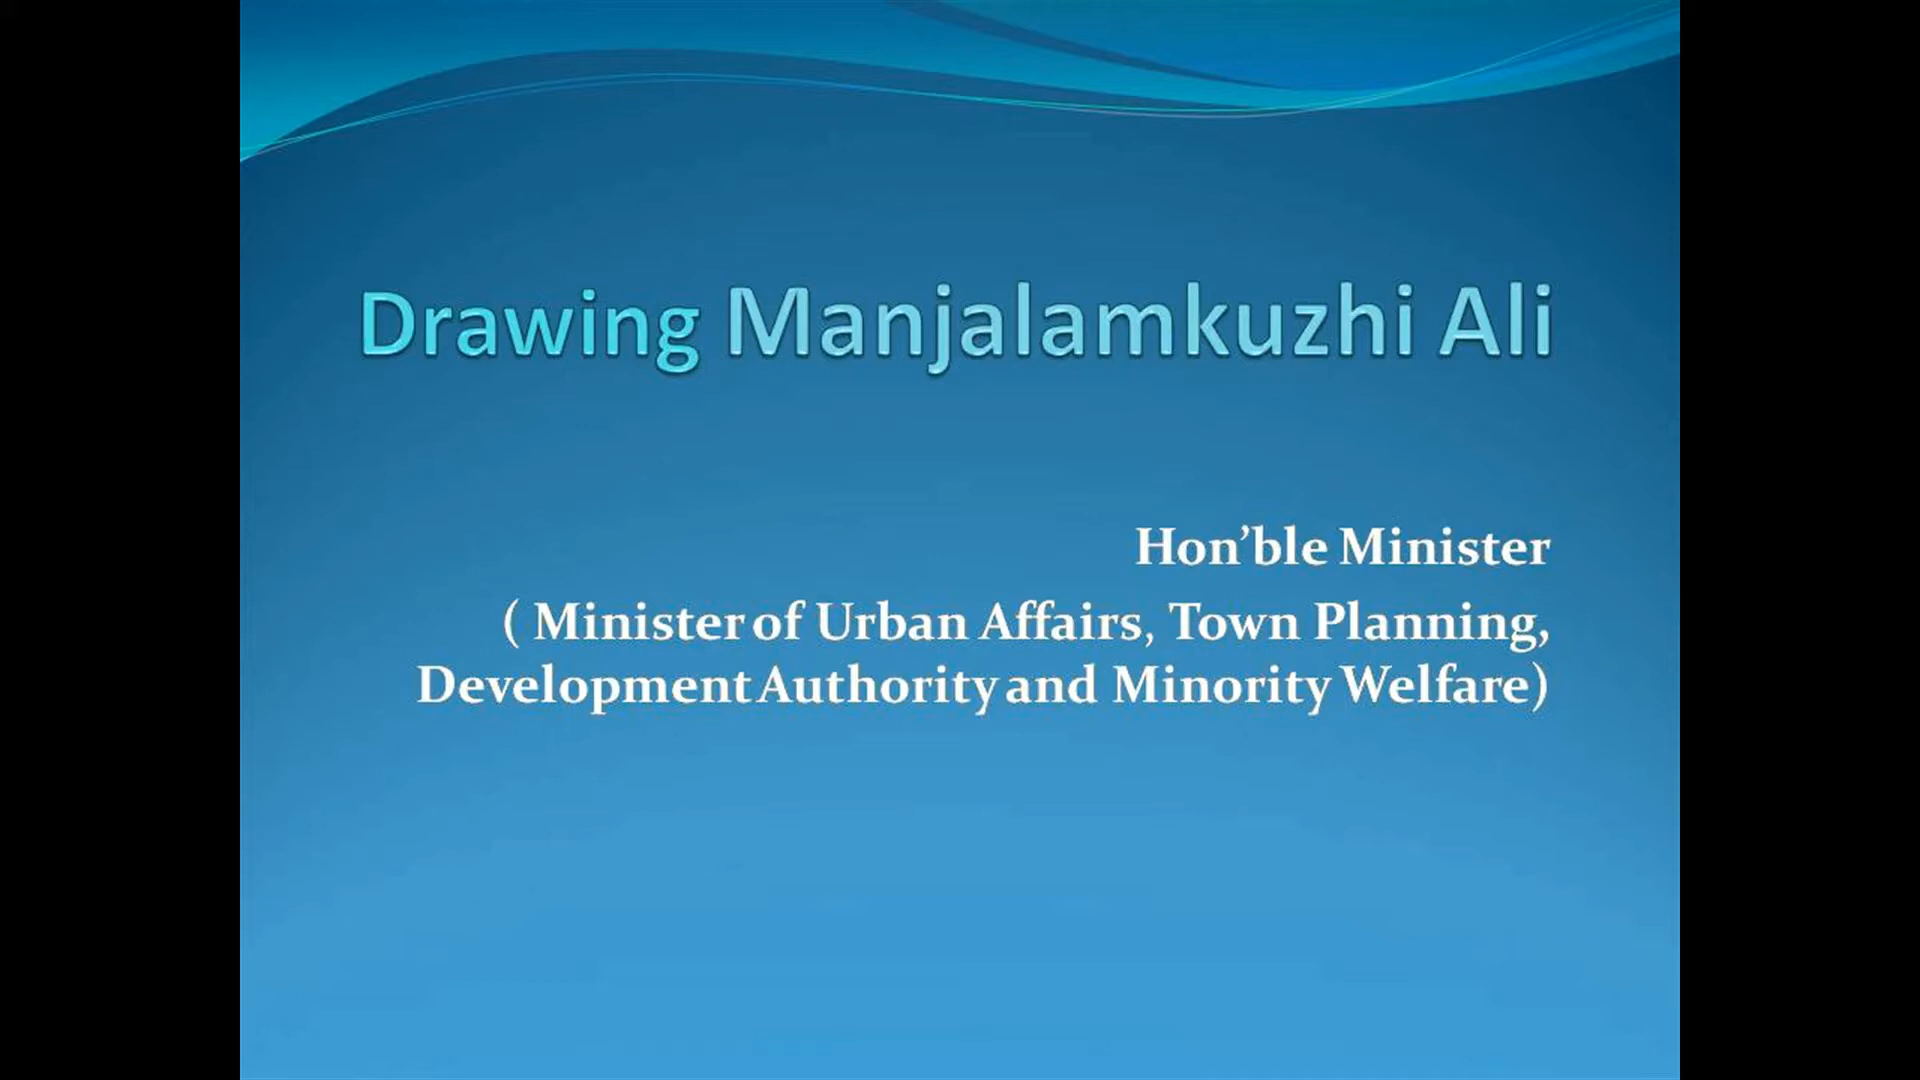 Drawing Manjalamkuzhi Ali
Hon’ble Minister
( Minister of Urban Affairs, Town Planning,
Development Authority and Minority Welfare)